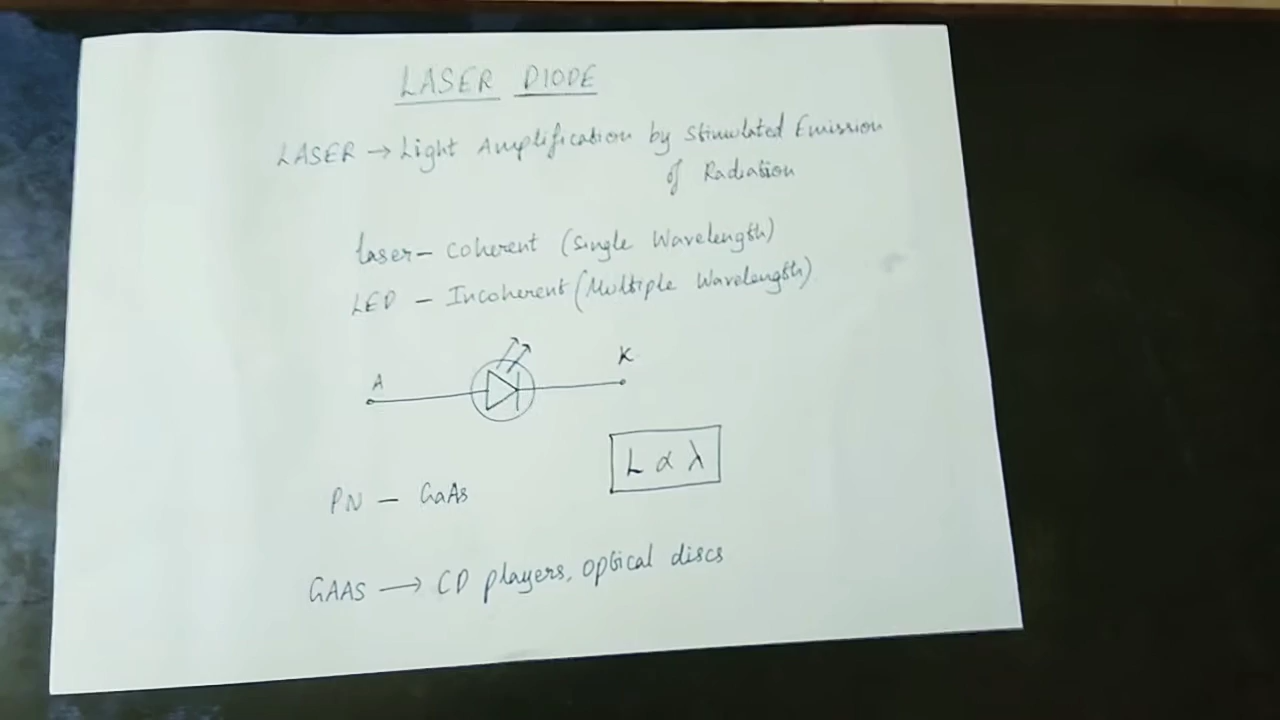 LASER DIODE
LASER → Light Amplification by Stimulated Emission
of Radiation
laser – coherent (Single Wavelength)
LED – Incoherent (Multiple Wavelength)
A
K
L ∝ λ
PN – GaAs
GAAS → CD players, optical discs